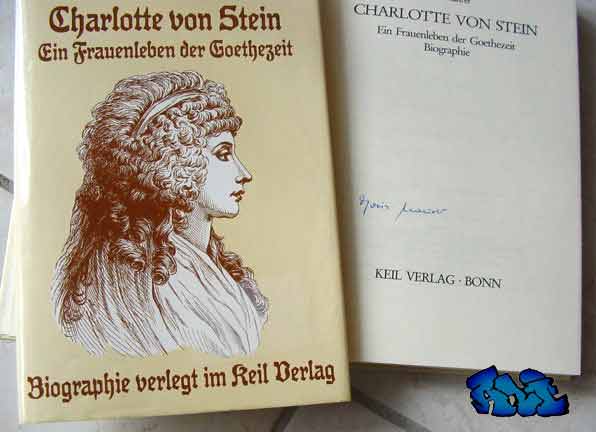 Charlotte von Stein
Ein Frauenleben der Goethezeit
Biographie verlegt im Keil Verlag
CHARLOTTE VON STEIN
Ein Frauenleben der Goethezeit
Biographie
KEIL VERLAG · BONN